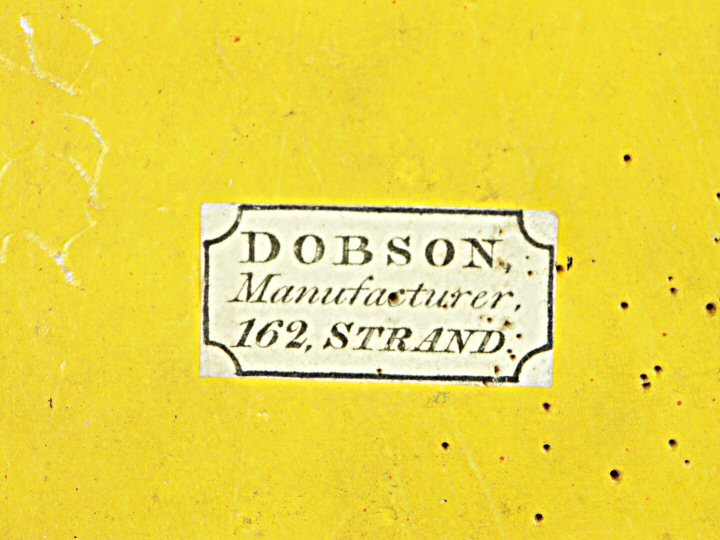 DOBSON,
Manufacturer,
162, STRAND.